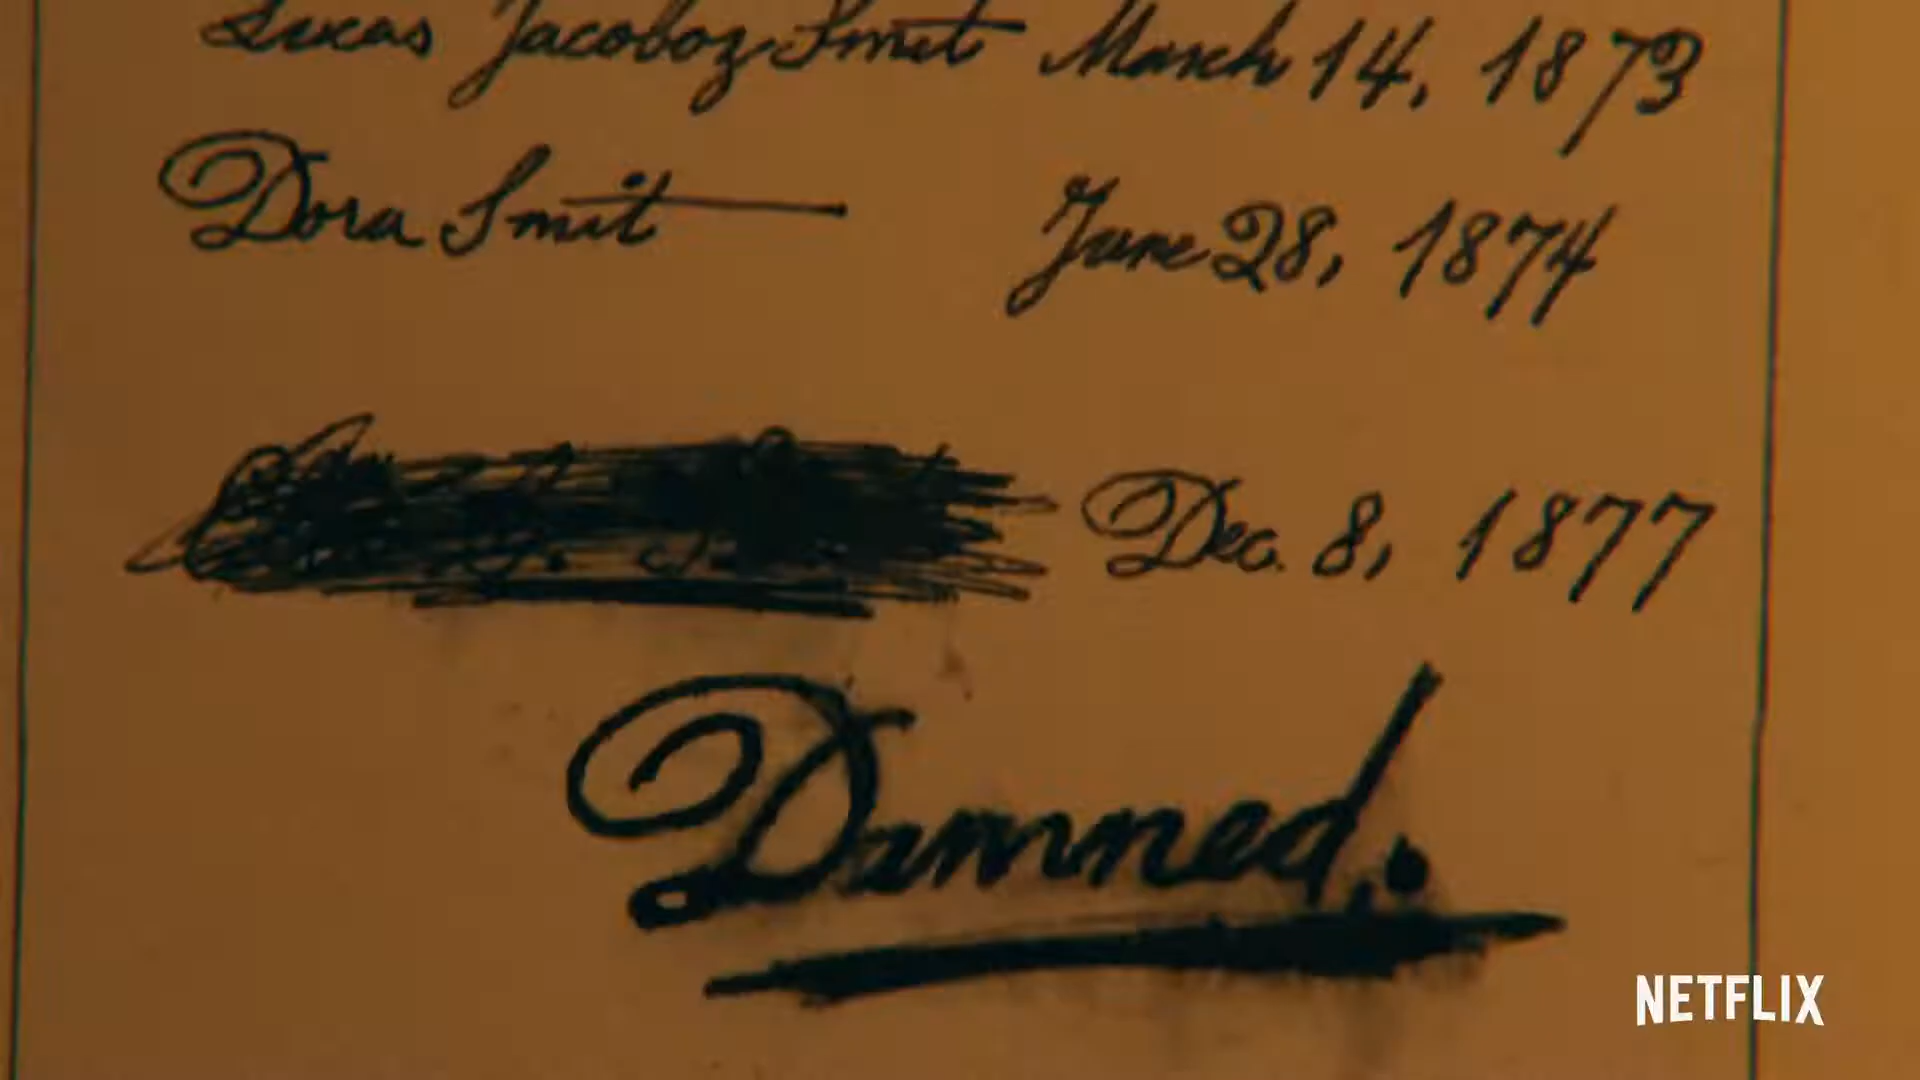 Lucas Jacoboz Smit March 14, 1873
Dora Smit June 28, 1874
Dec. 8, 1877
Damned.
NETFLIX